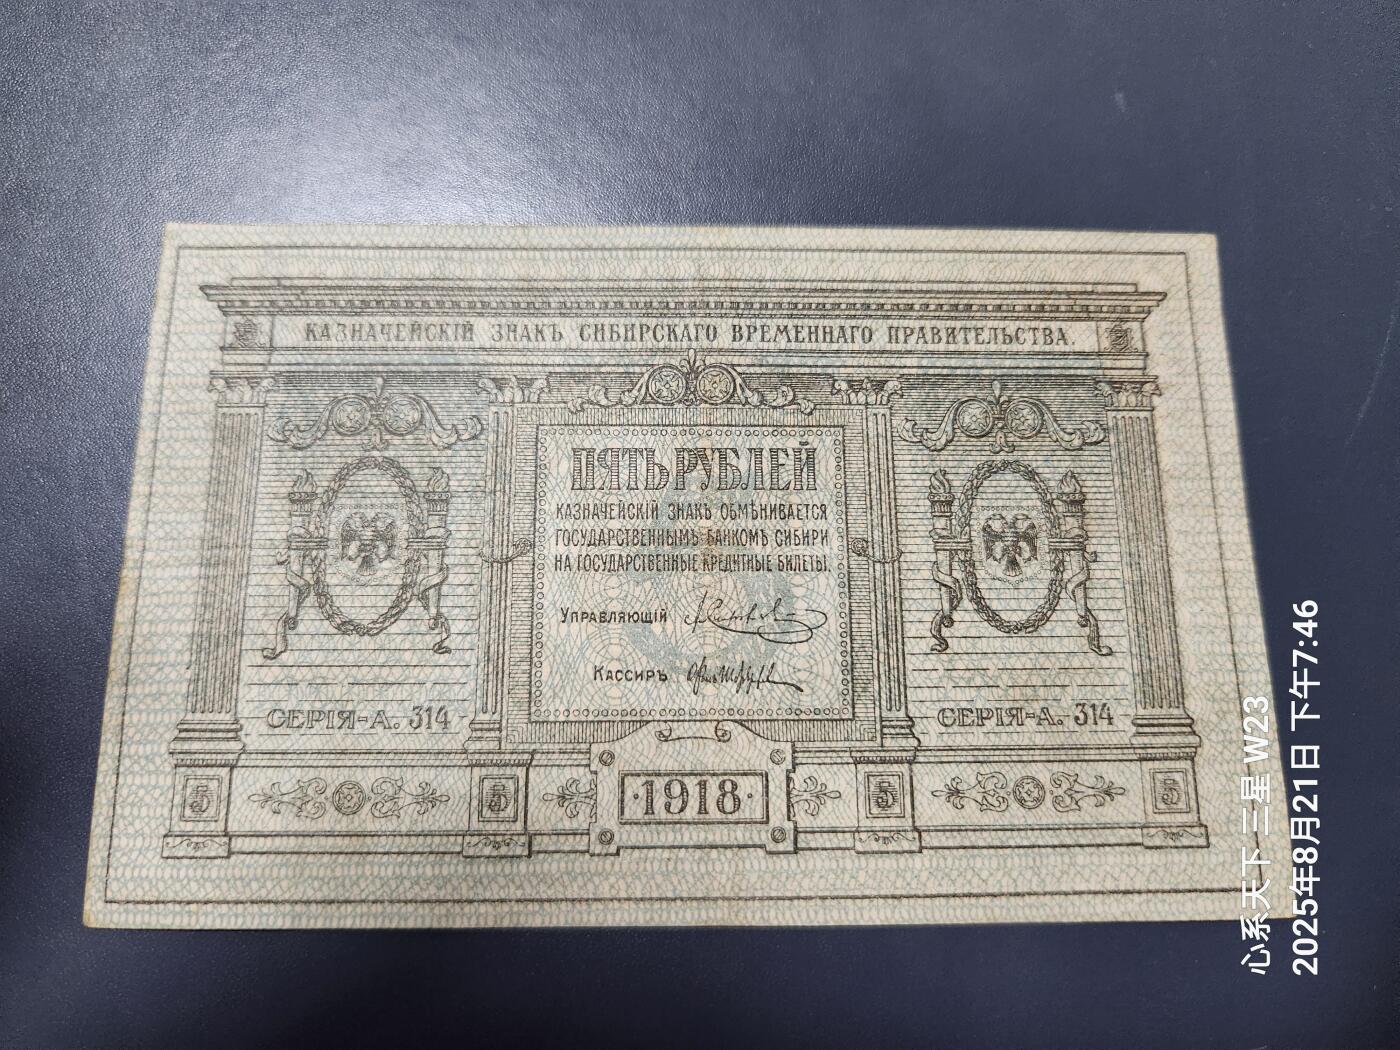 КАЗНАЧЕЙСКІЙ ЗНАКЪ СИБИРСКАГО ВРЕМЕННАГО ПРАВИТЕЛЬСТВА.
ПЯТЬ РУБЛЕЙ
КАЗНАЧЕЙСКІЙ ЗНАКЪ ОБМѢНИВАЕТСЯ
ГОСУДАРСТВЕННЫМЪ БАНКОМЪ СИБИРИ
НА ГОСУДАРСТВЕННЫЕ КРЕДИТНЫЕ БИЛЕТЫ.
УПРАВЛЯЮЩІЙ
КАССИРЪ
СЕРІЯ-А. 314
СЕРІЯ-А. 314
5
5
·1918·
5
5
心系天下 三星 W23
2025年8月21日 下午7:46